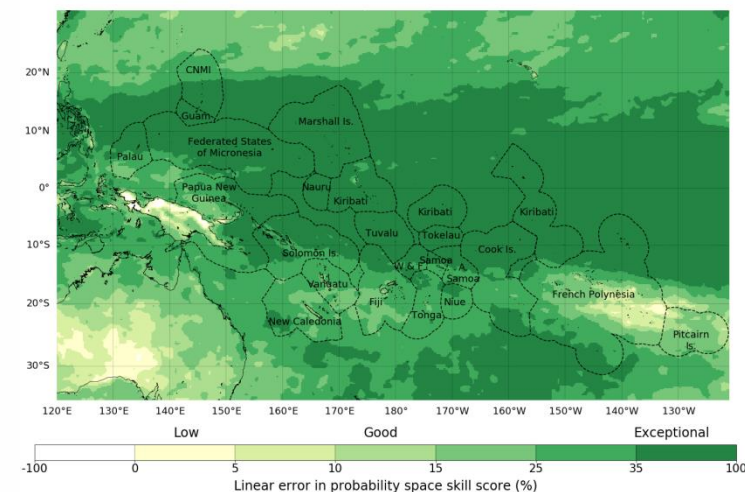 20°N
10°N
0°
10°S
20°S
30°S
CNMI
Guam
Palau
Federated States
of Micronesia
Marshall Is.
Papua New
Guinea
Nauru
Kiribati
Kiribati
Kiribati
Tuvalu
Tokelau
Solomon Is.
Cook Is.
W & F
Samoa
A.
Samoa
Vanuatu
Fiji
Niue
Tonga
New Caledonia
French Polynesia
Pitcairn
Is.
120°E 130°E 140°E 150°E 160°E 170°E 180° 170°W 160°W 150°W 140°W 130°W
Low Good Exceptional
-100 0 5 10 15 25 35 100
Linear error in probability space skill score (%)